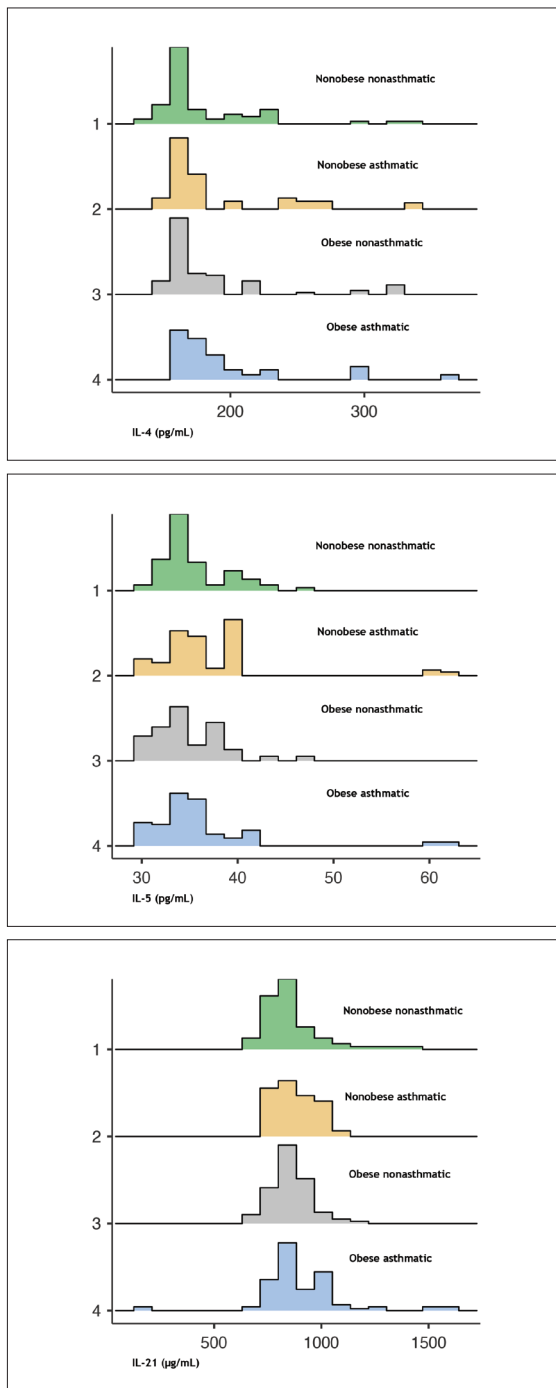 Nonobese nonasthmatic
1
Nonobese asthmatic
2
Obese nonasthmatic
3
Obese asthmatic
4
200 300
IL-4 (pg/mL)
Nonobese nonasthmatic
1
Nonobese asthmatic
2
Obese nonasthmatic
3
Obese asthmatic
4
30 40 50 60
IL-5 (pg/mL)
Nonobese nonasthmatic
1
Nonobese asthmatic
2
Obese nonasthmatic
3
Obese asthmatic
4
500 1000 1500
IL-21 (µg/mL)